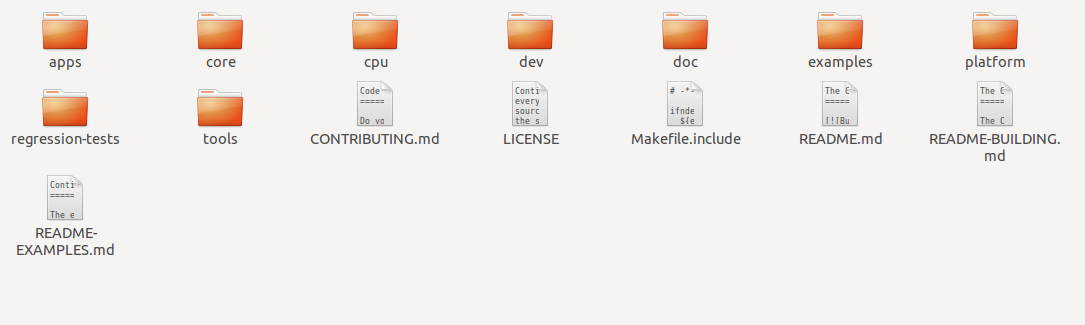 apps
core
cpu
dev
doc
examples
platform
regression-tests
tools
Code
=====
Do yo
CONTRIBUTING.md
Conti
every
sourc
the s
LICENSE
# -*-
ifnde
${e
Makefile.include
The C
=====
[![Bu
README.md
The C
=====
The C
README-BUILDING.
md
Conti
=====
The e
README-
EXAMPLES.md